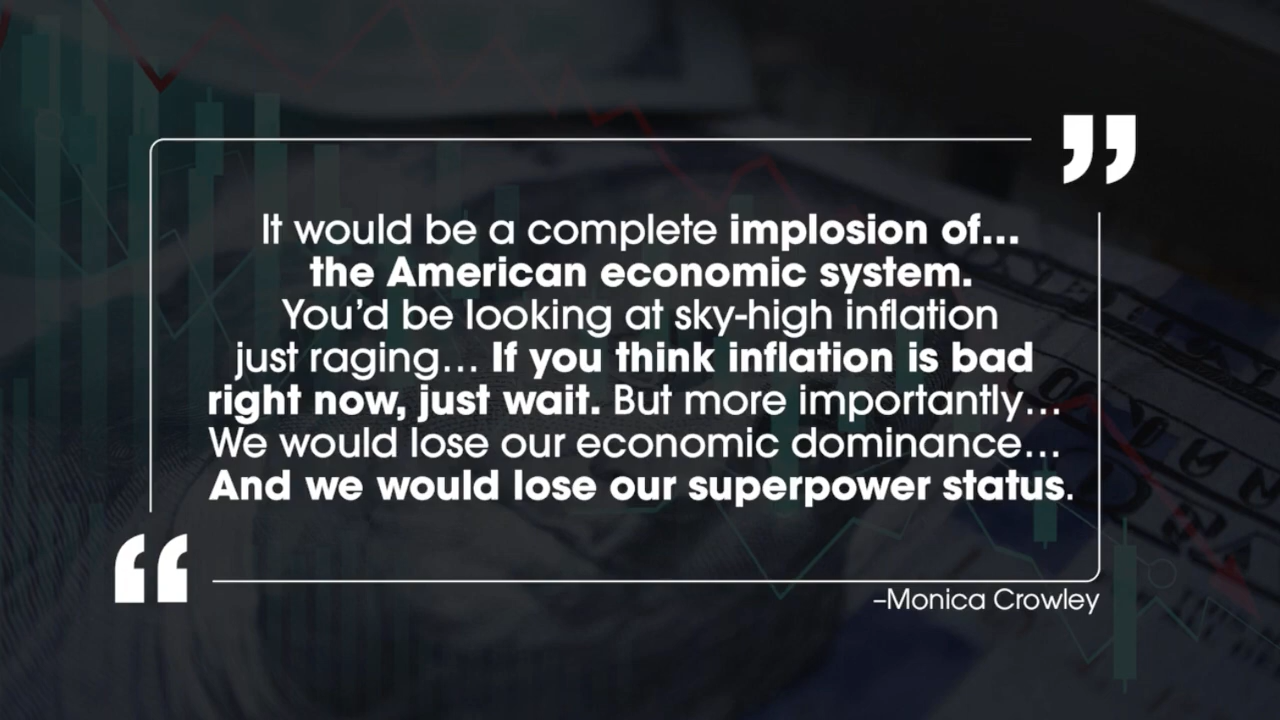 It would be a complete implosion of...
the American economic system.
You’d be looking at sky-high inflation
just raging... If you think inflation is bad
right now, just wait. But more importantly...
We would lose our economic dominance...
And we would lose our superpower status.
–Monica Crowley